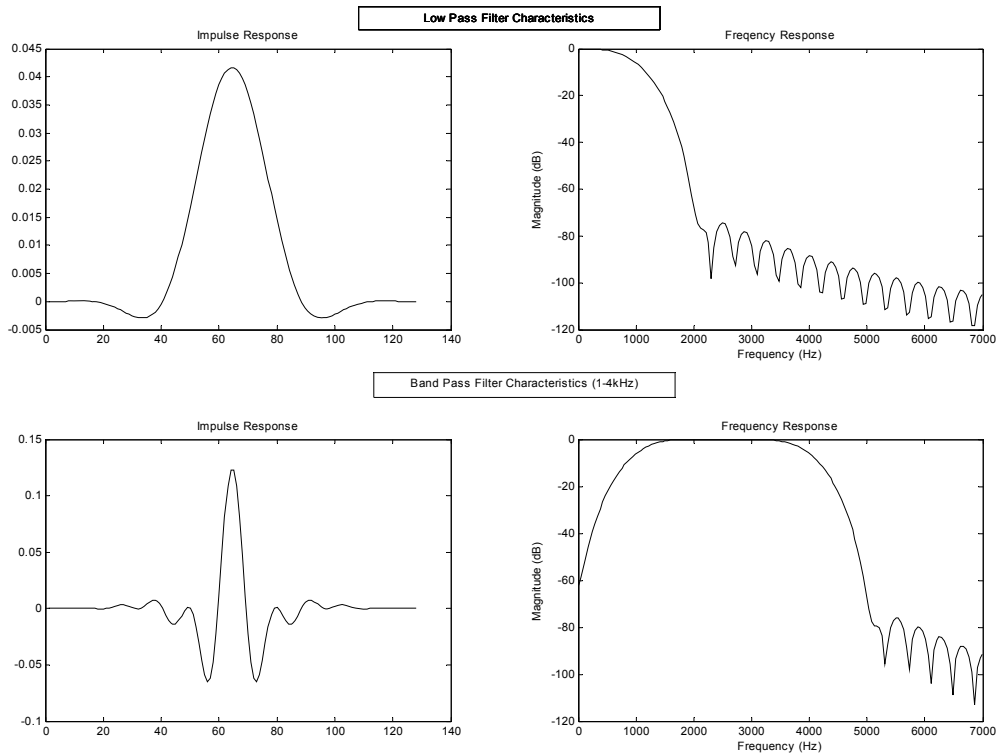 Low Pass Filter Characteristics
Impulse Response
0.045
0.04
0.035
0.03
0.025
0.02
0.015
0.01
0.005
0
-0.005
0 20 40 60 80 100 120 140
Freqency Response
Magnitude (dB)
0
-20
-40
-60
-80
-100
-120
0 1000 2000 3000 4000 5000 6000 7000
Frequency (Hz)
Band Pass Filter Characteristics (1-4kHz)
Impulse Response
0.15
0.1
0.05
0
-0.05
-0.1
0 20 40 60 80 100 120 140
Frequency Response
Magnitude (dB)
0
-20
-40
-60
-80
-100
-120
0 1000 2000 3000 4000 5000 6000 7000
Frequency (Hz)